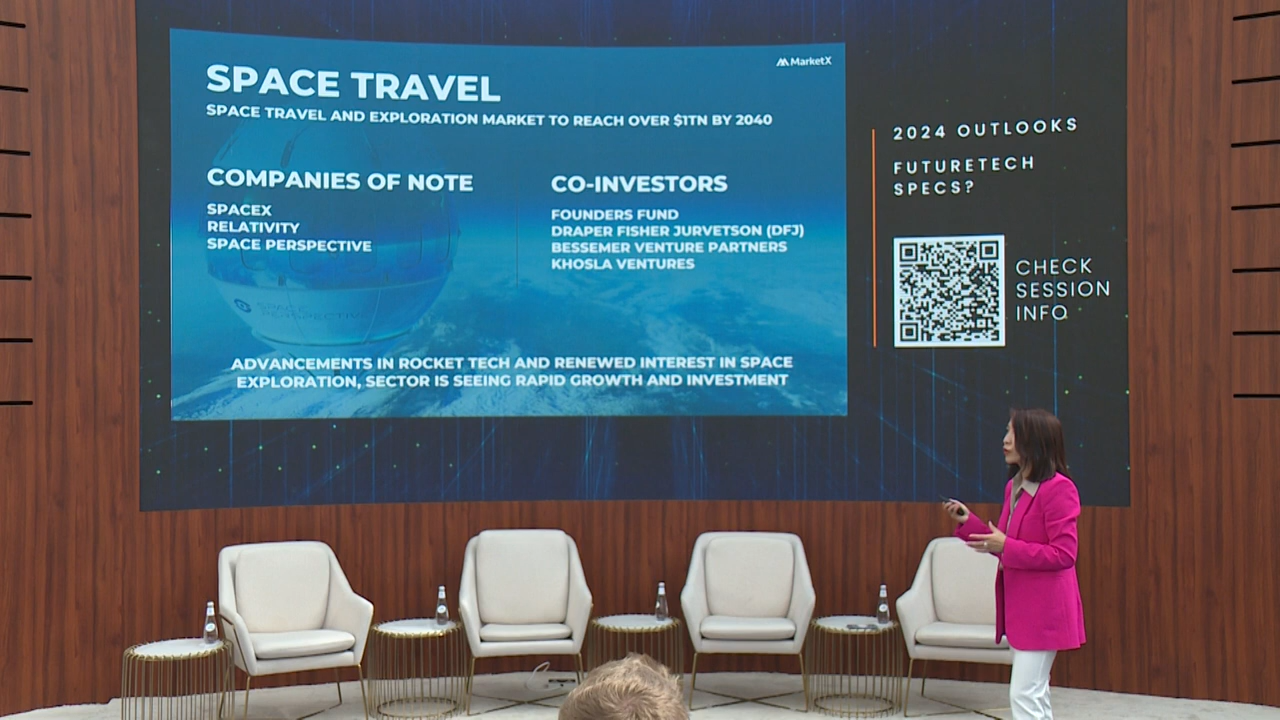 MarketX
SPACE TRAVEL
SPACE TRAVEL AND EXPLORATION MARKET TO REACH OVER $1TN BY 2040
COMPANIES OF NOTE
SPACEX
RELATIVITY
SPACE PERSPECTIVE
CO-INVESTORS
FOUNDERS FUND
DRAPER FISHER JURVETSON (DFJ)
BESSEMER VENTURE PARTNERS
KHOSLA VENTURES
SPACE
PERSPECTIVE
ADVANCEMENTS IN ROCKET TECH AND RENEWED INTEREST IN SPACE
EXPLORATION, SECTOR IS SEEING RAPID GROWTH AND INVESTMENT
2024 OUTLOOKS
FUTURETECH
SPECS?
CHECK
SESSION
INFO